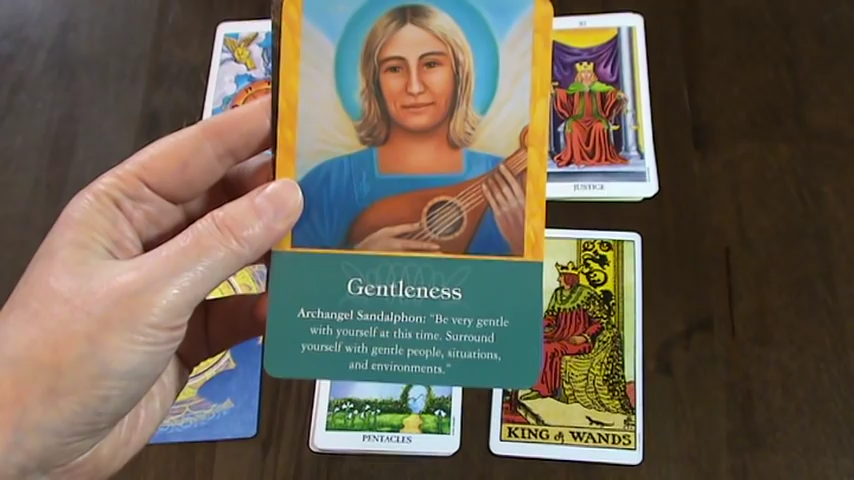 XI
JUSTICE
Gentleness
Archangel Sandalphon: "Be very gentle
with yourself at this time. Surround
yourself with gentle people, situations,
and environments."
PENTACLES
KING of WANDS